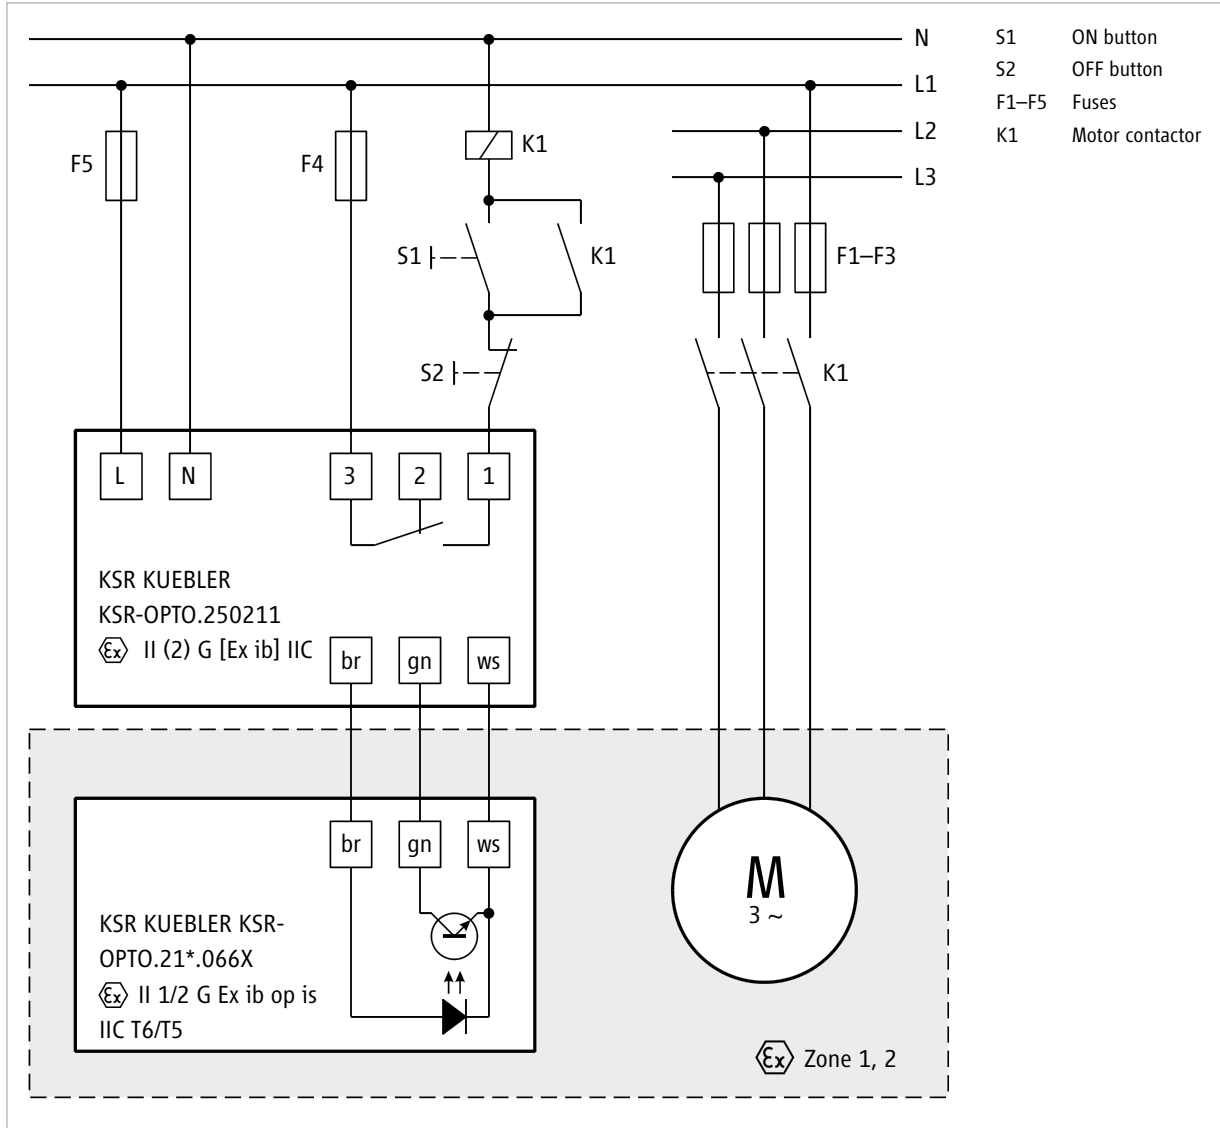 N
S1 ON button
L1
S2 OFF button
F1–F5 Fuses
L2
K1 Motor contactor
L3
F5
F4
K1
S1
K1
F1–F3
S2
K1
L N 3 2 1
KSR KUEBLER
KSR-OPTO.250211
Ex II (2) G [Ex ib] IIC
br gn ws
br gn ws
KSR KUEBLER KSR-
OPTO.21*.066X
Ex II 1/2 G Ex ib op is
IIC T6/T5
M
3 ~
Ex Zone 1, 2